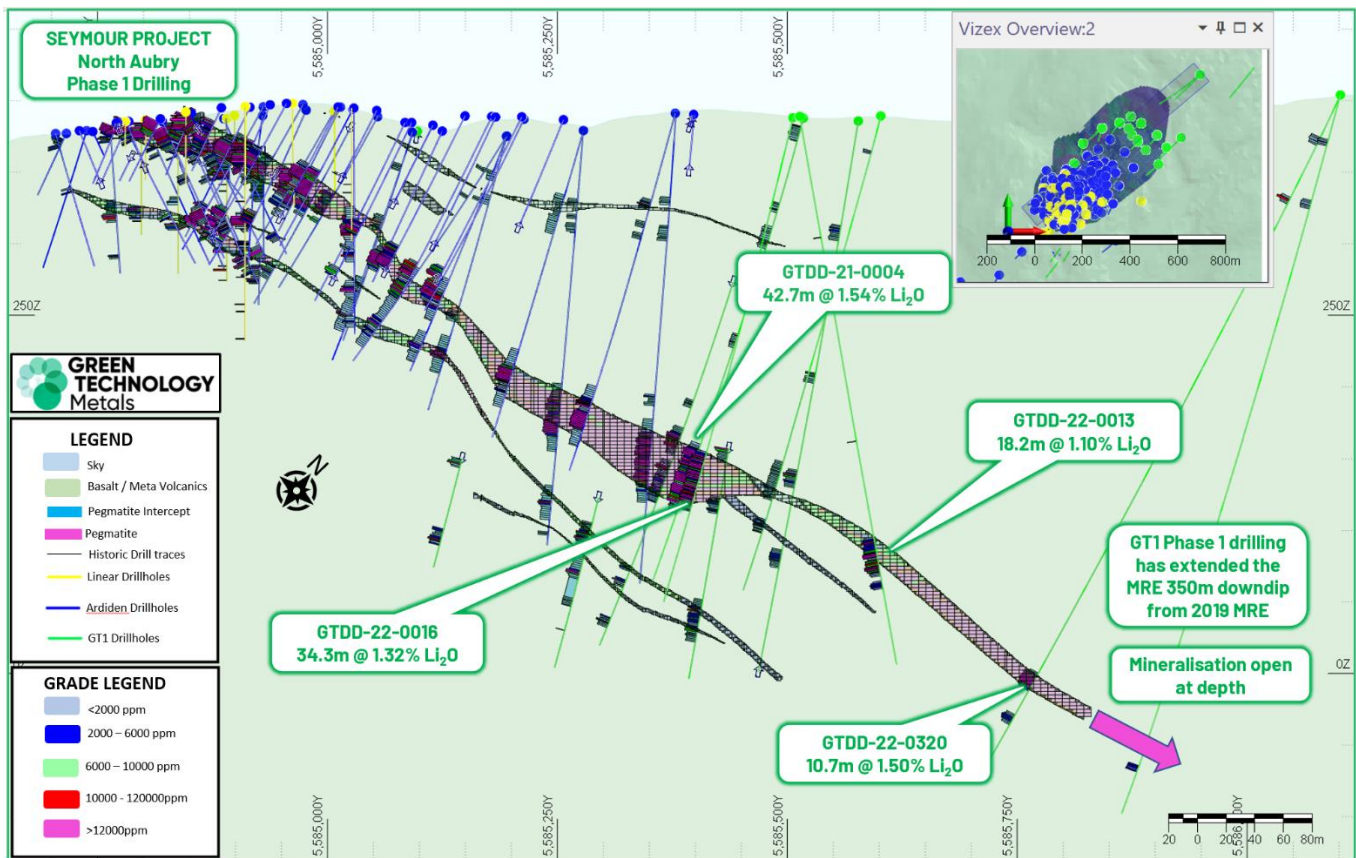 SEYMOUR PROJECT
North Aubry
Phase 1 Drilling
5,585,000Y
5,585,250Y
5,585,500Y
Vizex Overview:2
200
0
200
400
600
800m
250Z
250Z
GTDD-21-0004
42.7m @ 1.54% Li₂O
GREEN
TECHNOLOGY
Metals
LEGEND
Sky
Basalt / Meta Volcanics
Pegmatite Intercept
Pegmatite
Historic Drill traces
Linear Drillholes
Ardiden Drillholes
GT1 Drillholes
N
GTDD-22-0013
18.2m @ 1.10% Li₂O
GT1 Phase 1 drilling
has extended the
MRE 350m downdip
from 2019 MRE
GTDD-22-0016
34.3m @ 1.32% Li₂O
Mineralisation open
at depth
0Z
GRADE LEGEND
<2000 ppm
2000 – 6000 ppm
6000 – 10000 ppm
10000 - 120000ppm
>12000ppm
GTDD-22-0320
10.7m @ 1.50% Li₂O
5,585,000Y
5,585,250Y
5,585,500Y
5,585,750Y
5,586,000Y
20 0 20 40 60 80m